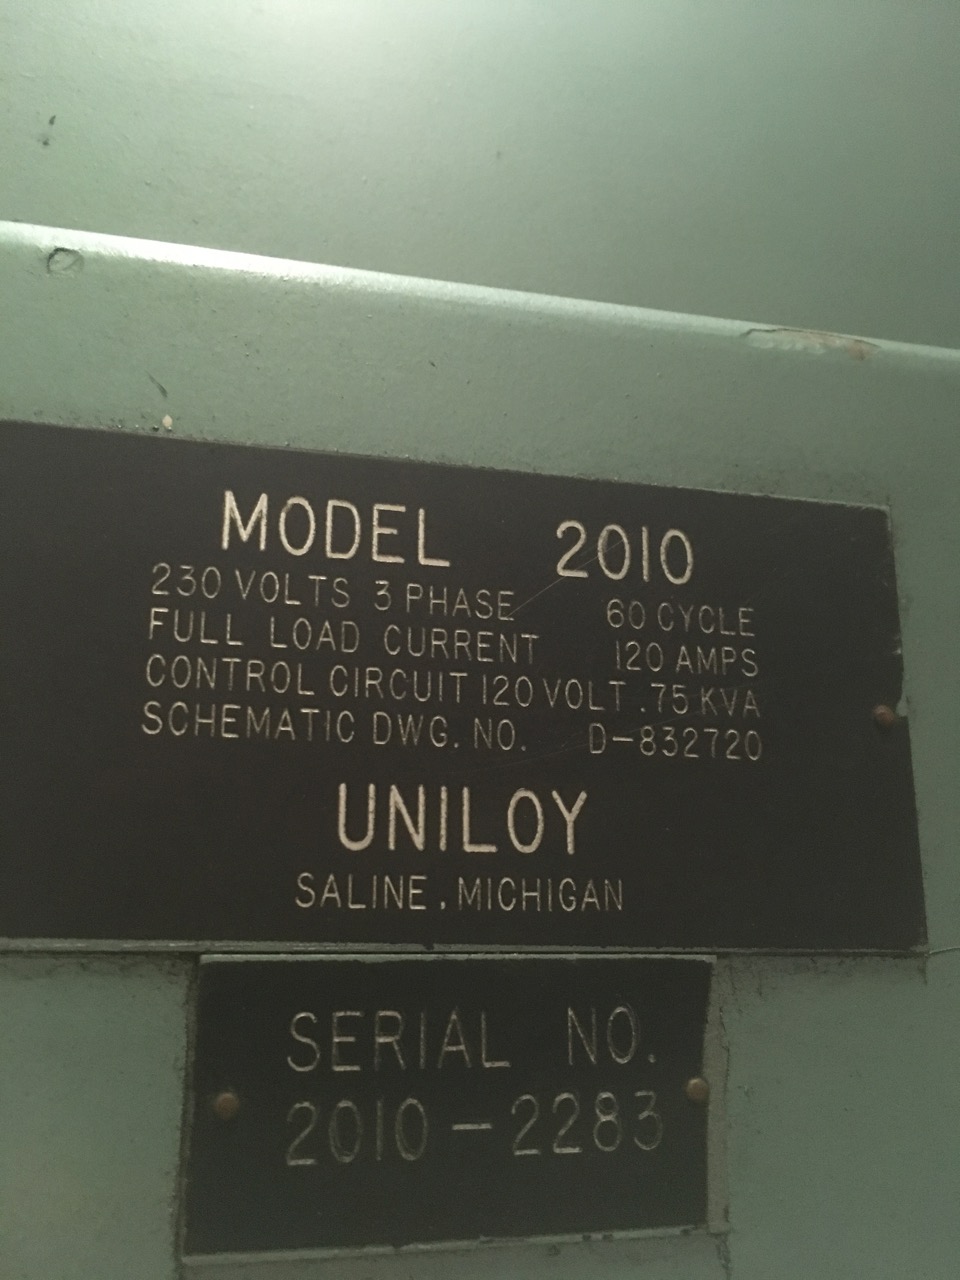 MODEL 2010
230 VOLTS 3 PHASE 60 CYCLE
FULL LOAD CURRENT 120 AMPS
CONTROL CIRCUIT 120 VOLT .75 KVA
SCHEMATIC DWG. NO. D-832720
UNILOY
SALINE, MICHIGAN
SERIAL NO.
2010-2283